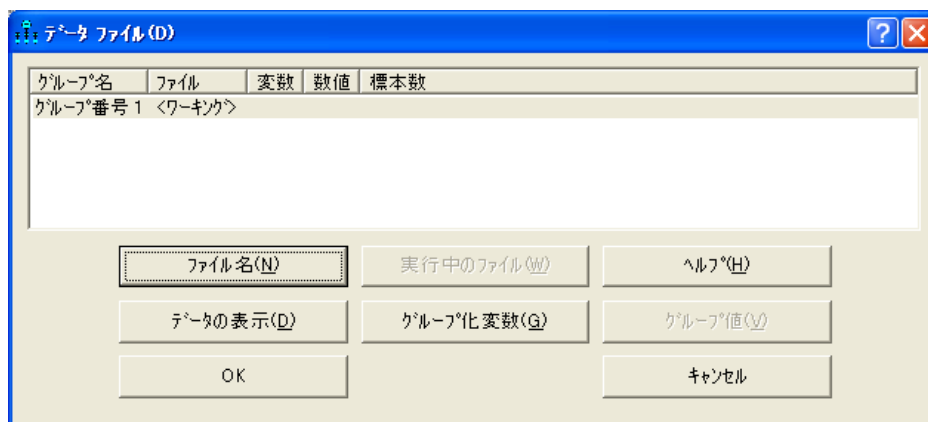 データ ファイル(D)
グループ名 ファイル 変数 数値 標本数
グループ番号1 <ワーキング>
ファイル名(N) 実行中のファイル(W) ヘルプ(H)
データの表示(D) グループ化変数(G) グループ値(V)
OK キャンセル